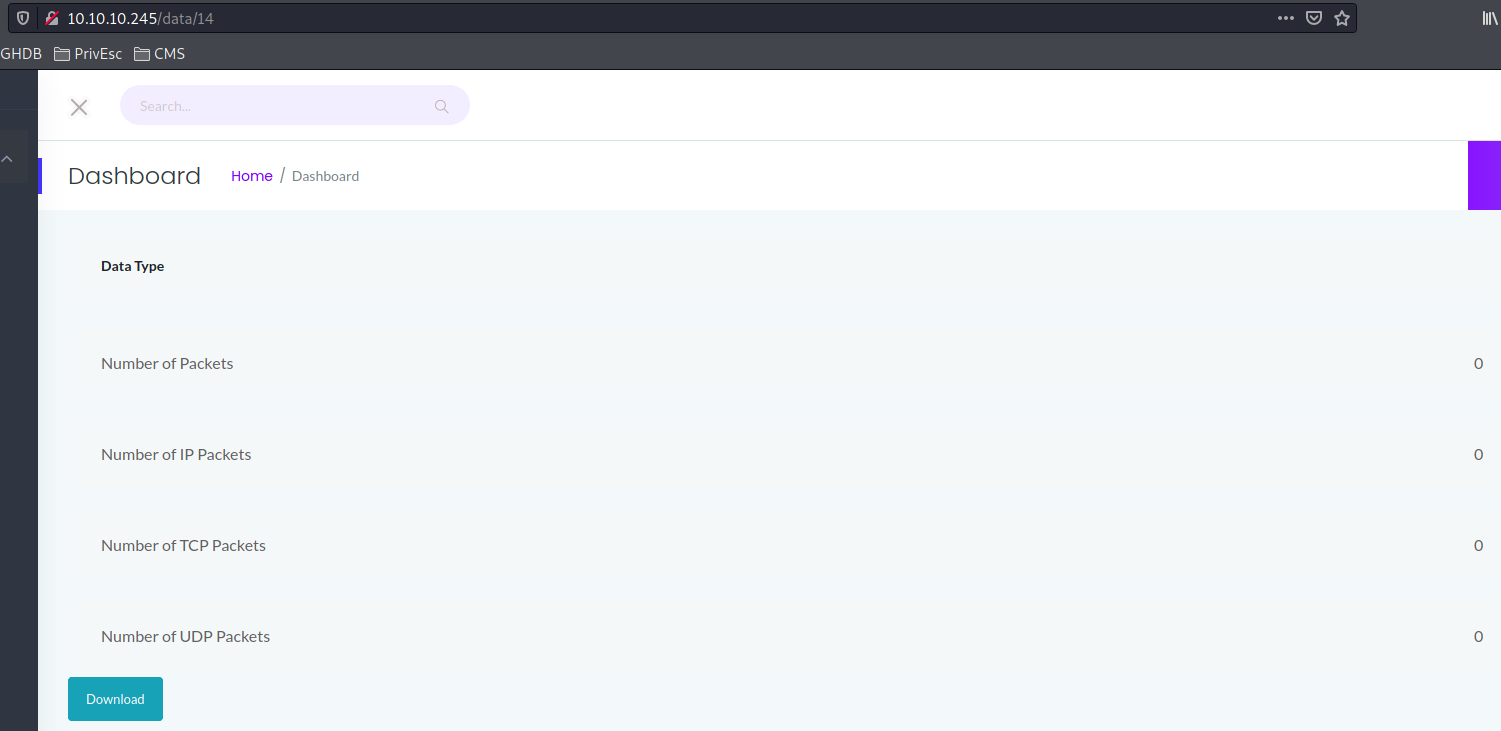 10.10.10.245/data/14
GHDB PrivEsc CMS
Search...
Dashboard Home / Dashboard
Data Type
Number of Packets 0
Number of IP Packets 0
Number of TCP Packets 0
Number of UDP Packets 0
Download